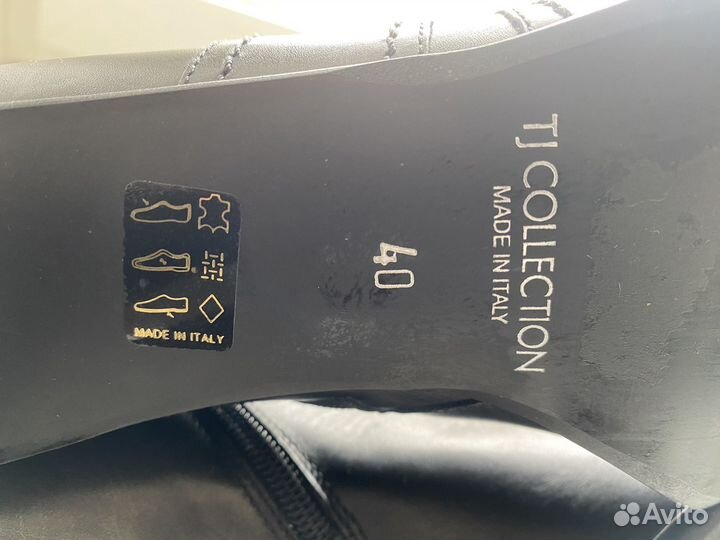 TJ COLLECTION
MADE IN ITALY
40
MADE IN ITALY
Avito